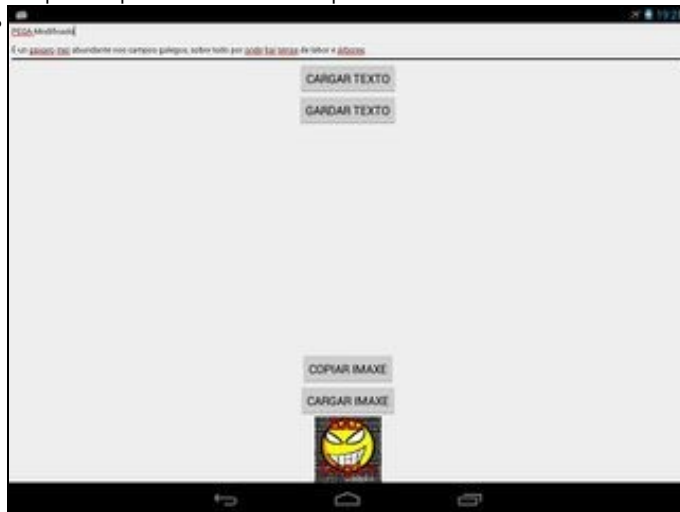 PEGA Modificado
É un paxaro moi abundante nos campos galegos, sobre todo por onde hai terras de labor e árbores.
CARGAR TEXTO
GARDAR TEXTO
COPIAR IMAXE
CARGAR IMAXE